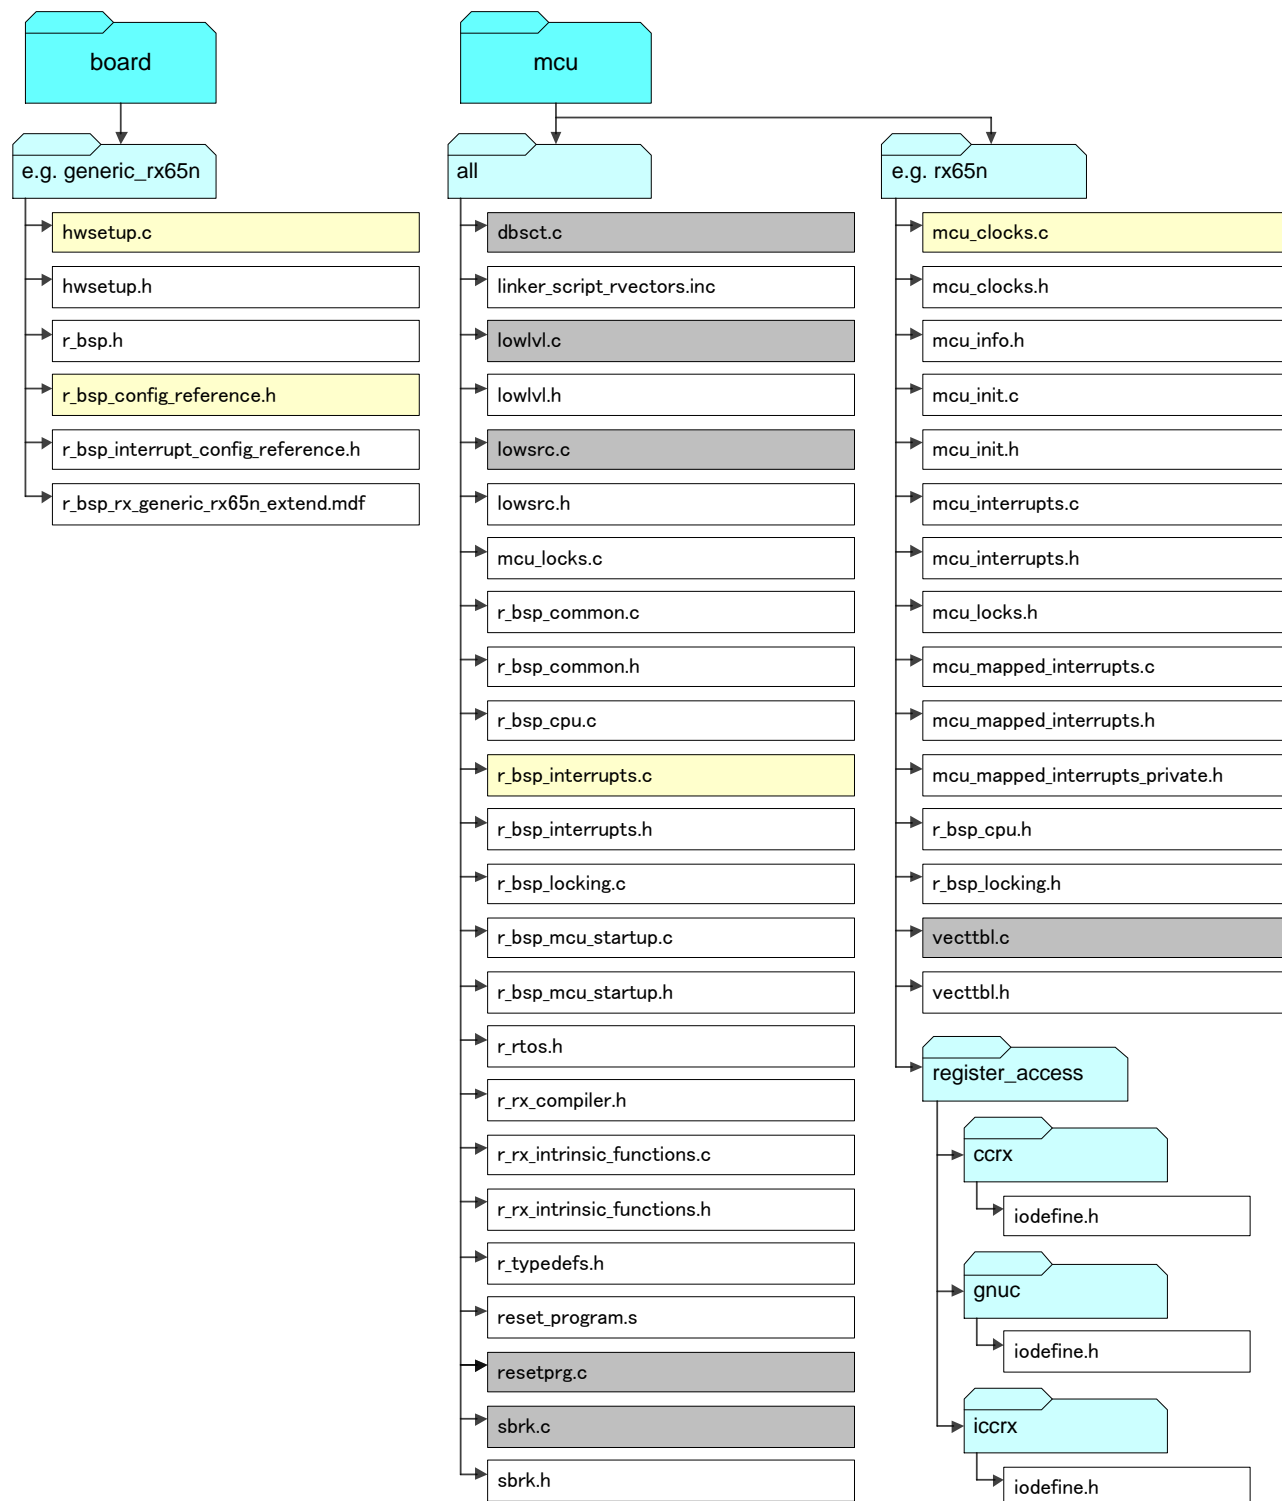 board
e.g. generic_rx65n
hwsetup.c
hwsetup.h
r_bsp.h
r_bsp_config_reference.h
r_bsp_interrupt_config_reference.h
r_bsp_rx_generic_rx65n_extend.mdf
mcu
all
dbsct.c
linker_script_rvectors.inc
lowlvl.c
lowlvl.h
lowsrc.c
lowsrc.h
mcu_locks.c
r_bsp_common.c
r_bsp_common.h
r_bsp_cpu.c
r_bsp_interrupts.c
r_bsp_interrupts.h
r_bsp_locking.c
r_bsp_mcu_startup.c
r_bsp_mcu_startup.h
r_rtos.h
r_rx_compiler.h
r_rx_intrinsic_functions.c
r_rx_intrinsic_functions.h
r_typedefs.h
reset_program.s
resetprg.c
sbrk.c
sbrk.h
e.g. rx65n
mcu_clocks.c
mcu_clocks.h
mcu_info.h
mcu_init.c
mcu_init.h
mcu_interrupts.c
mcu_interrupts.h
mcu_locks.h
mcu_mapped_interrupts.c
mcu_mapped_interrupts.h
mcu_mapped_interrupts_private.h
r_bsp_cpu.h
r_bsp_locking.h
vecttbl.c
vecttbl.h
register_access
ccrx
iodefine.h
gnuc
iodefine.h
iccrx
iodefine.h